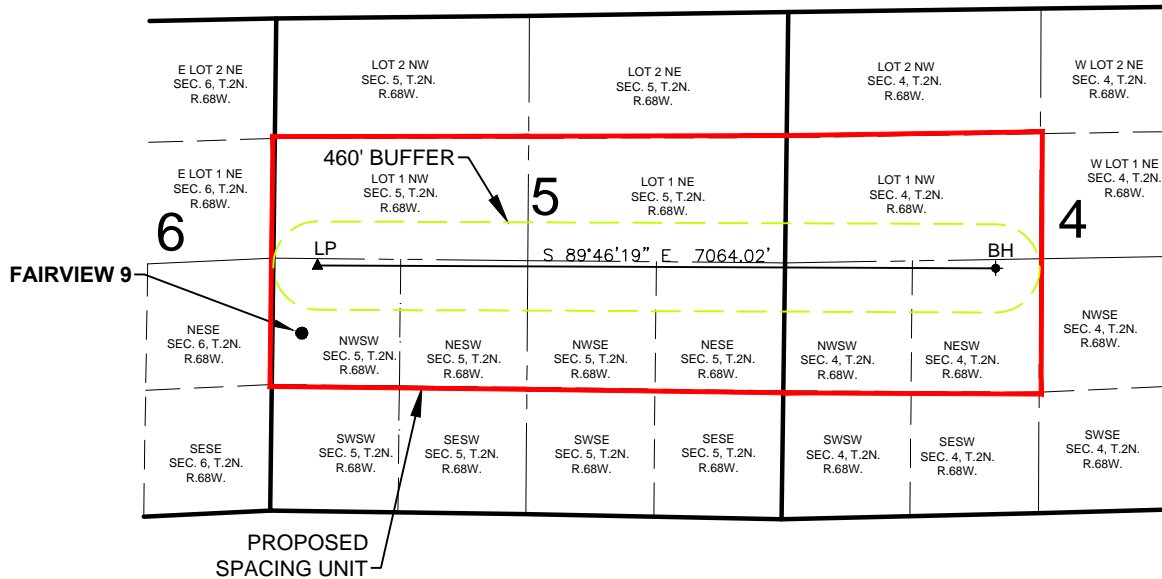 E LOT 2 NE
SEC. 6, T.2N.
R.68W.
LOT 2 NW
SEC. 5, T.2N.
R.68W.
LOT 2 NE
SEC. 5, T.2N.
R.68W.
LOT 2 NW
SEC. 4, T.2N.
R.68W.
W LOT 2 NE
SEC. 4, T.2N.
R.68W.
460' BUFFER
E LOT 1 NE
SEC. 6, T.2N.
R.68W.
LOT 1 NW
SEC. 5, T.2N.
R.68W.
5
LOT 1 NE
SEC. 5, T.2N.
R.68W.
LOT 1 NW
SEC. 4, T.2N.
R.68W.
W LOT 1 NE
SEC. 4, T.2N.
R.68W.
6
4
LP
S 89°46'19" E 7064.02'
BH
FAIRVIEW 9
NESE
SEC. 6, T.2N.
R.68W.
NWSW
SEC. 5, T.2N.
R.68W.
NESW
SEC. 5, T.2N.
R.68W.
NWSE
SEC. 5, T.2N.
R.68W.
NESE
SEC. 5, T.2N.
R.68W.
NWSW
SEC. 4, T.2N.
R.68W.
NESW
SEC. 4, T.2N.
R.68W.
NWSE
SEC. 4, T.2N.
R.68W.
SESE
SEC. 6, T.2N.
R.68W.
SWSW
SEC. 5, T.2N.
R.68W.
SESW
SEC. 5, T.2N.
R.68W.
SWSE
SEC. 5, T.2N.
R.68W.
SESE
SEC. 5, T.2N.
R.68W.
SWSW
SEC. 4, T.2N.
R.68W.
SESW
SEC. 4, T.2N.
R.68W.
SWSE
SEC. 4, T.2N.
R.68W.
PROPOSED
SPACING UNIT